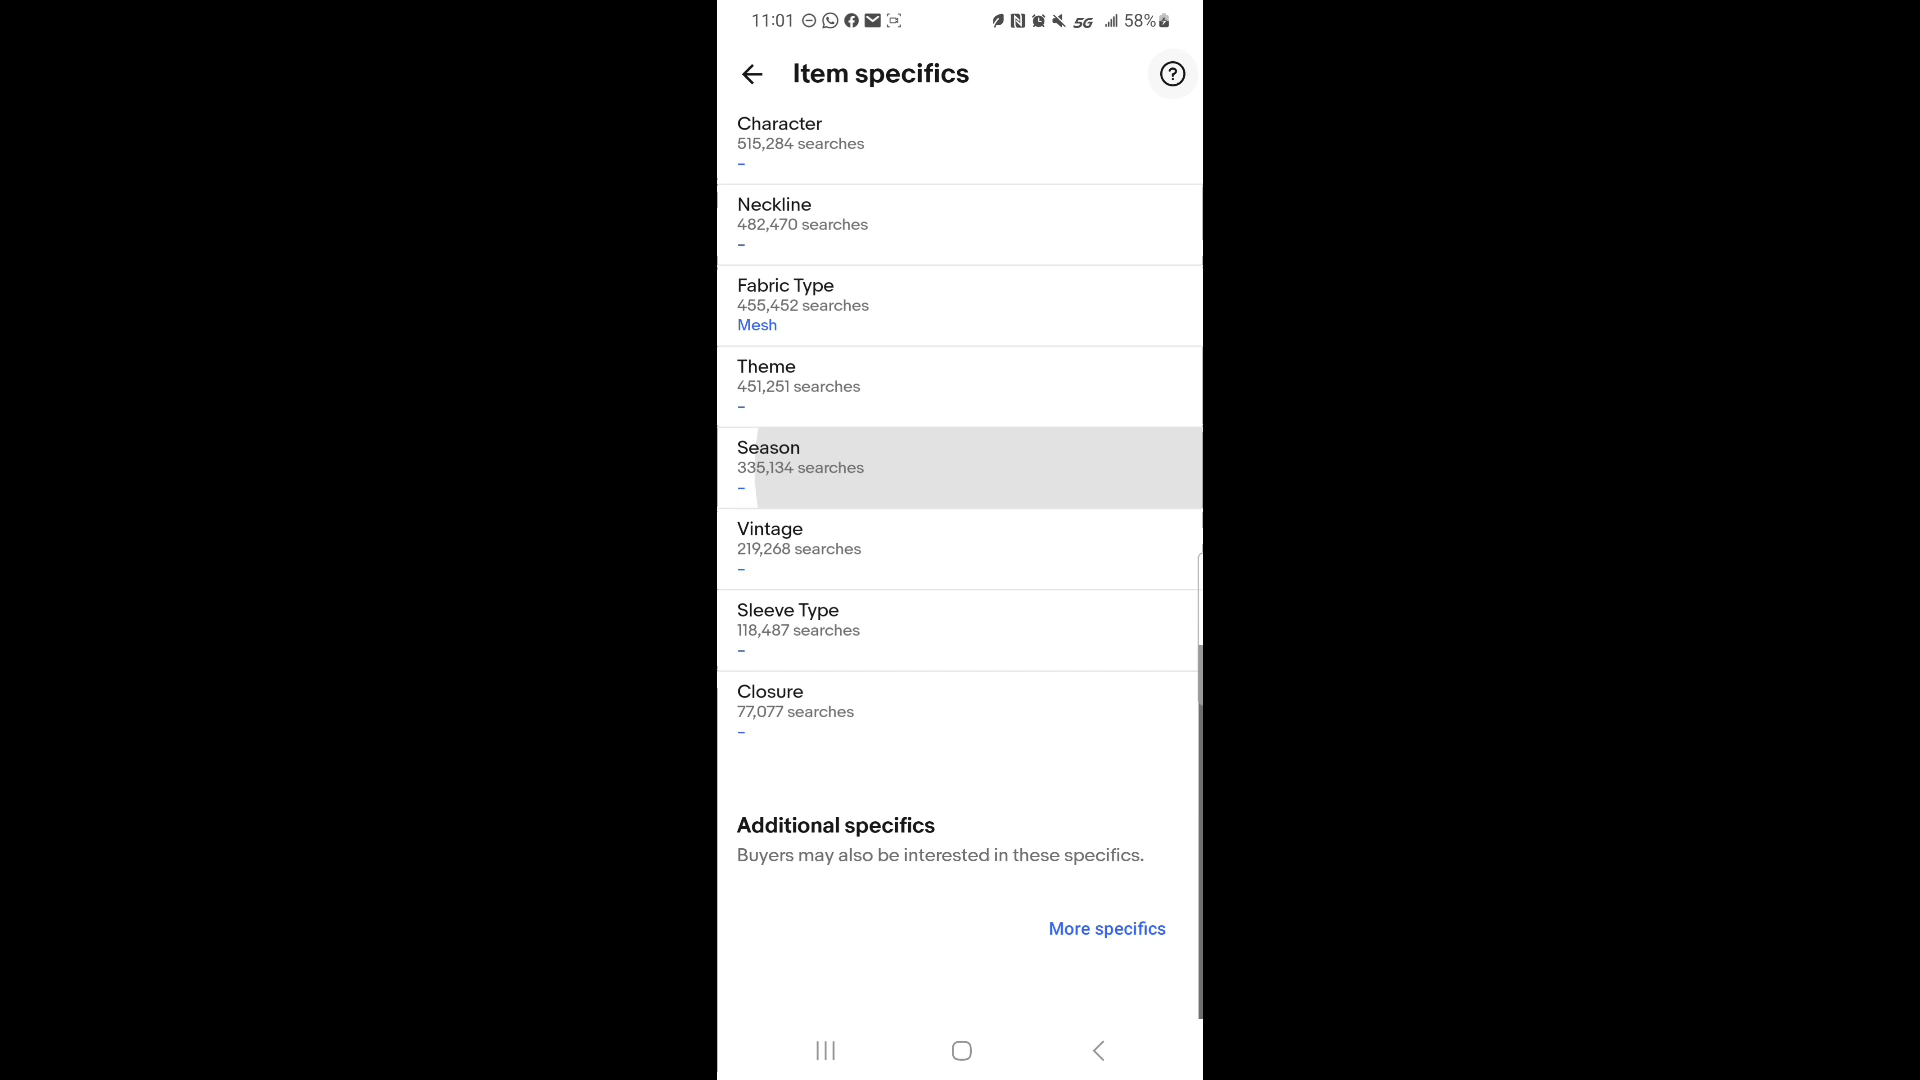 11:01 5G 58%
Item specifics
Character
515,284 searches
-
Neckline
482,470 searches
-
Fabric Type
455,452 searches
Mesh
Theme
451,251 searches
-
Season
335,134 searches
-
Vintage
219,268 searches
-
Sleeve Type
118,487 searches
-
Closure
77,077 searches
-
Additional specifics
Buyers may also be interested in these specifics.
More specifics